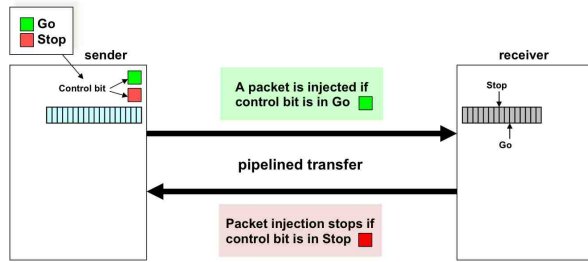 Go
Stop
sender
receiver
Control bit
A packet is injected if
control bit is in Go
Stop
Go
pipelined transfer
Packet injection stops if
control bit is in Stop